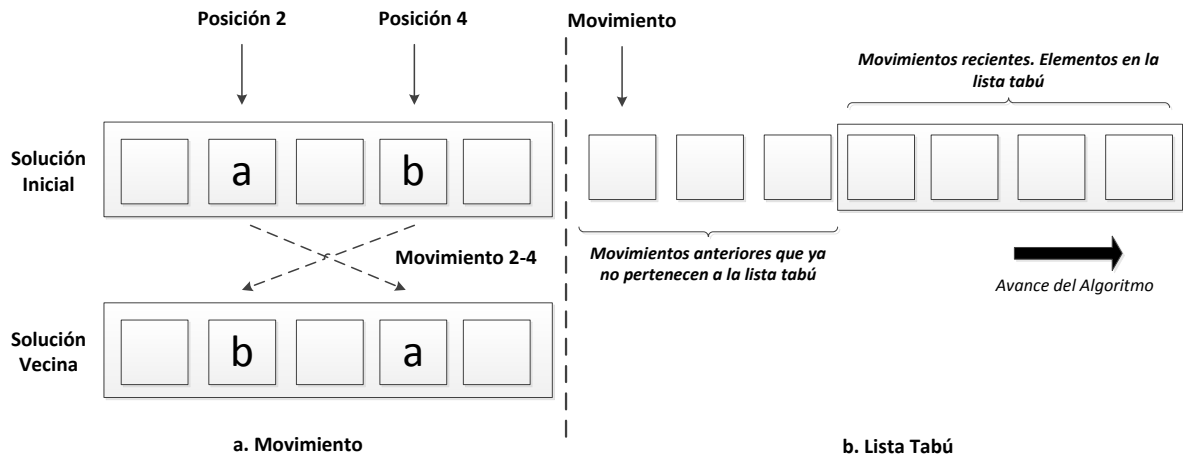 Posición 2
Posición 4
Solución
Inicial
a
b
Movimiento 2-4
Solución
Vecina
b
a
a. Movimiento
Movimiento
Movimientos recientes. Elementos en la
lista tabú
Movimientos anteriores que ya
no pertenecen a la lista tabú
Avance del Algoritmo
b. Lista Tabú